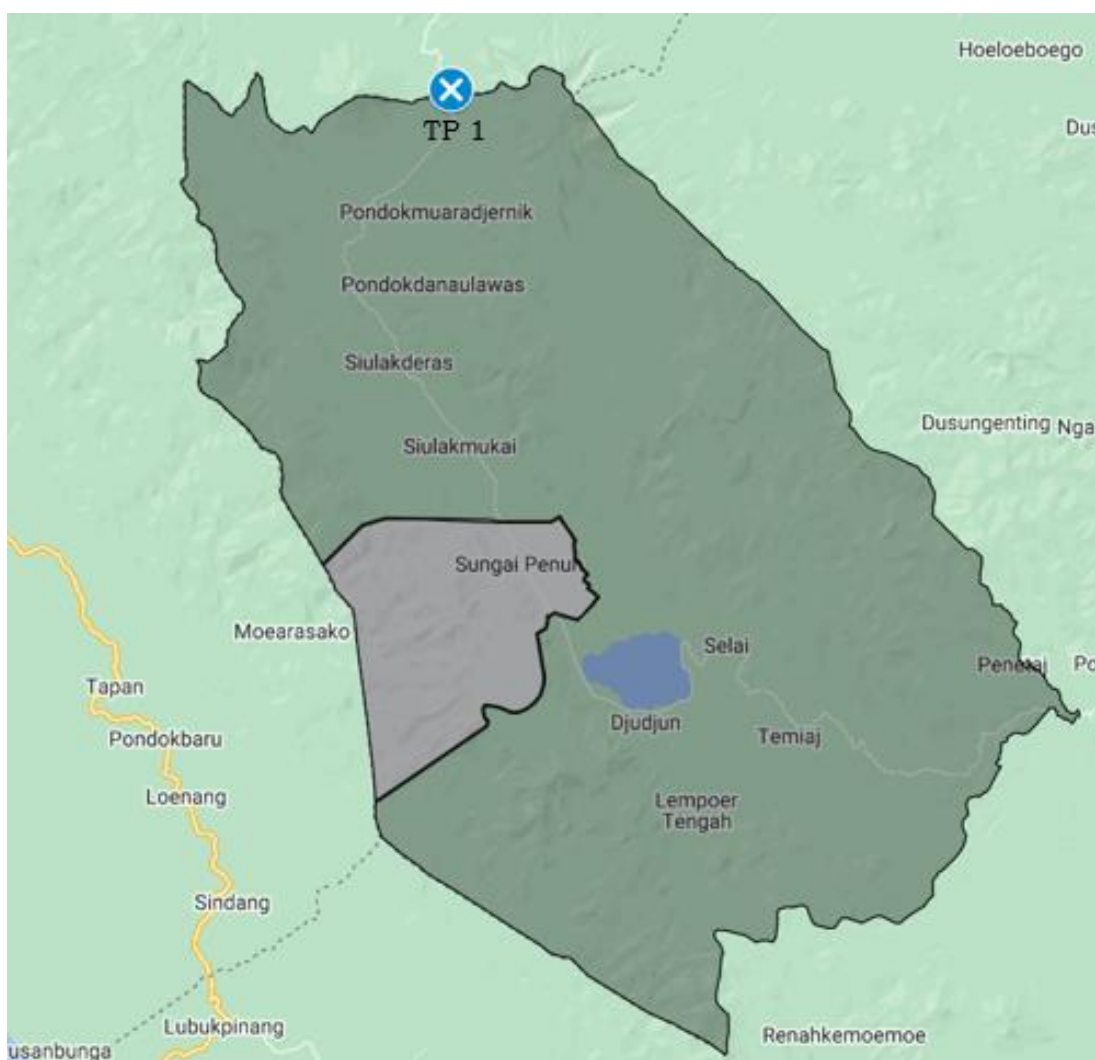 Hoeloeboego
TP 1
Dus
Pondokmuaradjernik
Pondokdanaulawas
Siulakderas
Dusungenting Nga
Siulakmukai
Sungai Penuh
Moearasako
Selai
Penetaj Po
Tapan
Djudjun
Temiaj
Pondokbaru
Loenang
Lempoer
Tengah
Sindang
Lubukpinang
Renahkemoemoe
usanbunga